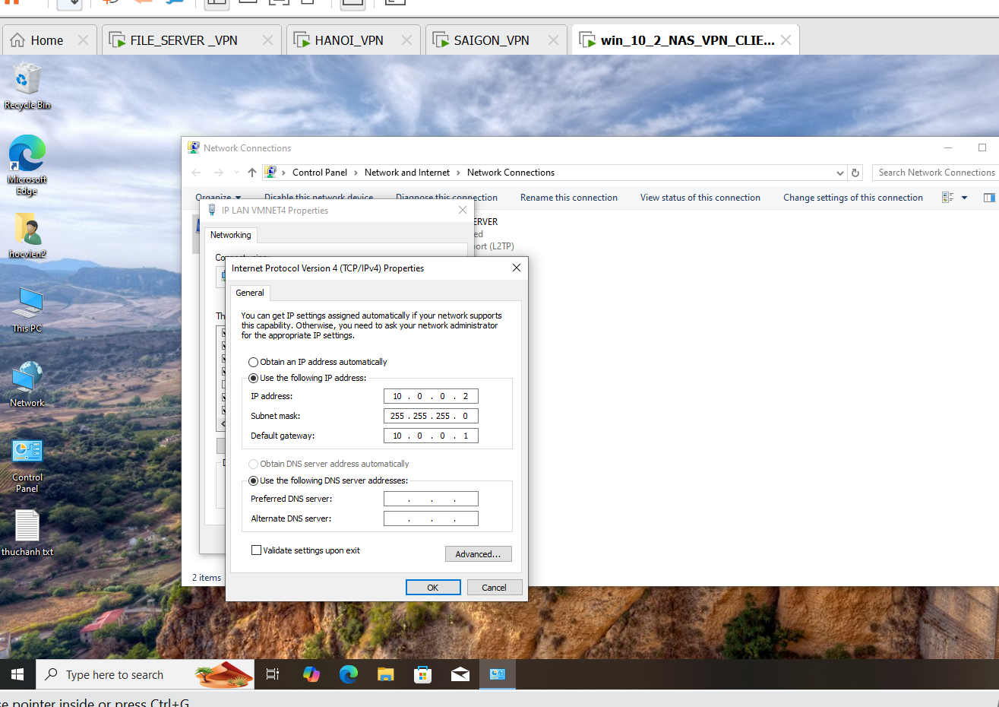 Home
FILE_SERVER _VPN
HANOI_VPN
SAIGON_VPN
win_10_2_NAS_VPN_CLIE...
Recycle Bin
Microsoft
Edge
hocvien2
This PC
Network
Control
Panel
thuchanh txt
Network Connections
Control Panel > Network and Internet > Network Connections
Search Network Connections
Organize
Disable this network device
Diagnose this connection
Rename this connection
View status of this connection
Change settings of this connection
IP LAN VMNET4 Properties
ERVER
ed
port (L2TP)
Networking
Internet Protocol Version 4 (TCP/IPv4) Properties
General
You can get IP settings assigned automatically if your network supports
this capability. Otherwise, you need to ask your network administrator
for the appropriate IP settings.
Obtain an IP address automatically
Use the following IP address:
IP address: 10 . 0 . 0 . 2
Subnet mask: 255 . 255 . 255 . 0
Default gateway: 10 . 0 . 0 . 1
Obtain DNS server address automatically
Use the following DNS server addresses:
Preferred DNS server: . . .
Alternate DNS server: . . .
Validate settings upon exit
Advanced...
OK
Cancel
2 items
Type here to search
se pointer inside or press Ctrl+G